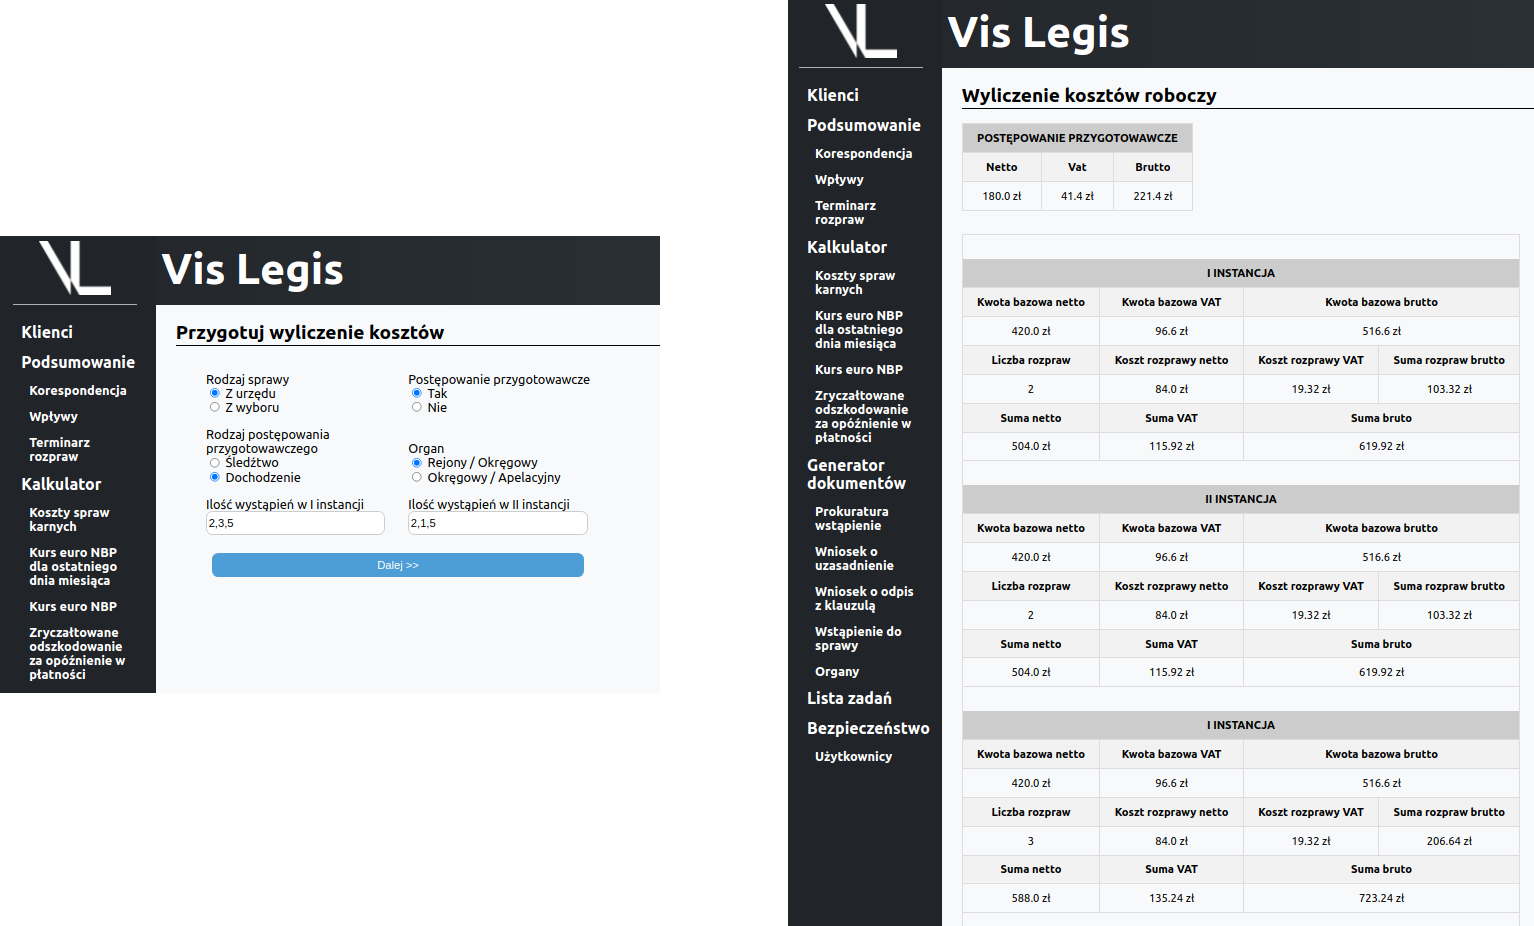 VL
Vis Legis
Klienci
Podsumowanie
Korespondencja
Wpływy
Terminarz
rozpraw
Kalkulator
Koszty spraw
karnych
Kurs euro NBP
dla ostatniego
dnia miesiąca
Kurs euro NBP
Zryczałtowane
odszkodowanie
za opóźnienie w
płatności
Przygotuj wyliczenie kosztów
Rodzaj sprawy
Z urzędu
Z wyboru
Postępowanie przygotowawcze
Tak
Nie
Rodzaj postępowania
przygotowawczego
Śledźtwo
Dochodzenie
Organ
Rejony / Okręgowy
Okręgowy / Apelacyjny
Ilość wystąpień w I instancji
2,3,5
Ilość wystąpień w II instancji
2,1,5
Dalej >>
VL
Vis Legis
Klienci
Podsumowanie
Korespondencja
Wpływy
Terminarz
rozpraw
Kalkulator
Koszty spraw
karnych
Kurs euro NBP
dla ostatniego
dnia miesiąca
Kurs euro NBP
Zryczałtowane
odszkodowanie
za opóźnienie w
płatności
Generator
dokumentów
Prokuratura
wstąpienie
Wniosek o
uzasadnienie
Wniosek o odpis
z klauzulą
Wstąpienie do
sprawy
Organy
Lista zadań
Bezpieczeństwo
Użytkownicy
Wyliczenie kosztów roboczy
POSTĘPOWANIE PRZYGOTOWAWCZE
Netto Vat Brutto
180.0 zł 41.4 zł 221.4 zł
I INSTANCJA
Kwota bazowa netto Kwota bazowa VAT Kwota bazowa brutto
420.0 zł 96.6 zł 516.6 zł
Liczba rozpraw Koszt rozprawy netto Koszt rozprawy VAT Suma rozpraw brutto
2 84.0 zł 19.32 zł 103.32 zł
Suma netto Suma VAT Suma bruto
504.0 zł 115.92 zł 619.92 zł
II INSTANCJA
Kwota bazowa netto Kwota bazowa VAT Kwota bazowa brutto
420.0 zł 96.6 zł 516.6 zł
Liczba rozpraw Koszt rozprawy netto Koszt rozprawy VAT Suma rozpraw brutto
2 84.0 zł 19.32 zł 103.32 zł
Suma netto Suma VAT Suma bruto
504.0 zł 115.92 zł 619.92 zł
I INSTANCJA
Kwota bazowa netto Kwota bazowa VAT Kwota bazowa brutto
420.0 zł 96.6 zł 516.6 zł
Liczba rozpraw Koszt rozprawy netto Koszt rozprawy VAT Suma rozpraw brutto
3 84.0 zł 19.32 zł 206.64 zł
Suma netto Suma VAT Suma bruto
588.0 zł 135.24 zł 723.24 zł